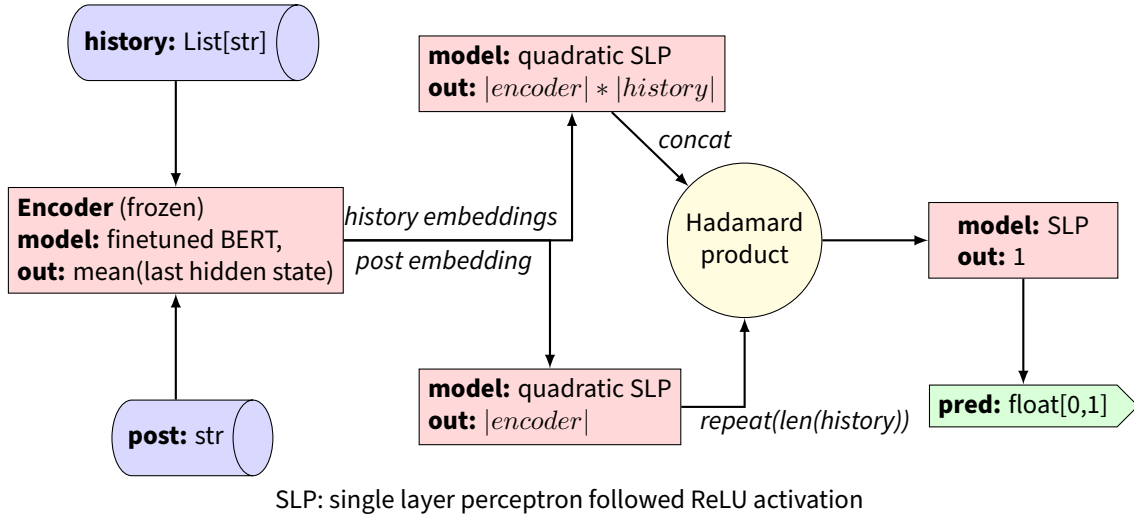 history: List[str]
model: quadratic SLP
out: |encoder| ∗ |history|
concat
Encoder (frozen)
model: finetuned BERT,
out: mean(last hidden state)
history embeddings
post embedding
Hadamard
product
model: SLP
out: 1
post: str
model: quadratic SLP
out: |encoder|
repeat(len(history))
pred: float[0,1]
SLP: single layer perceptron followed ReLU activation